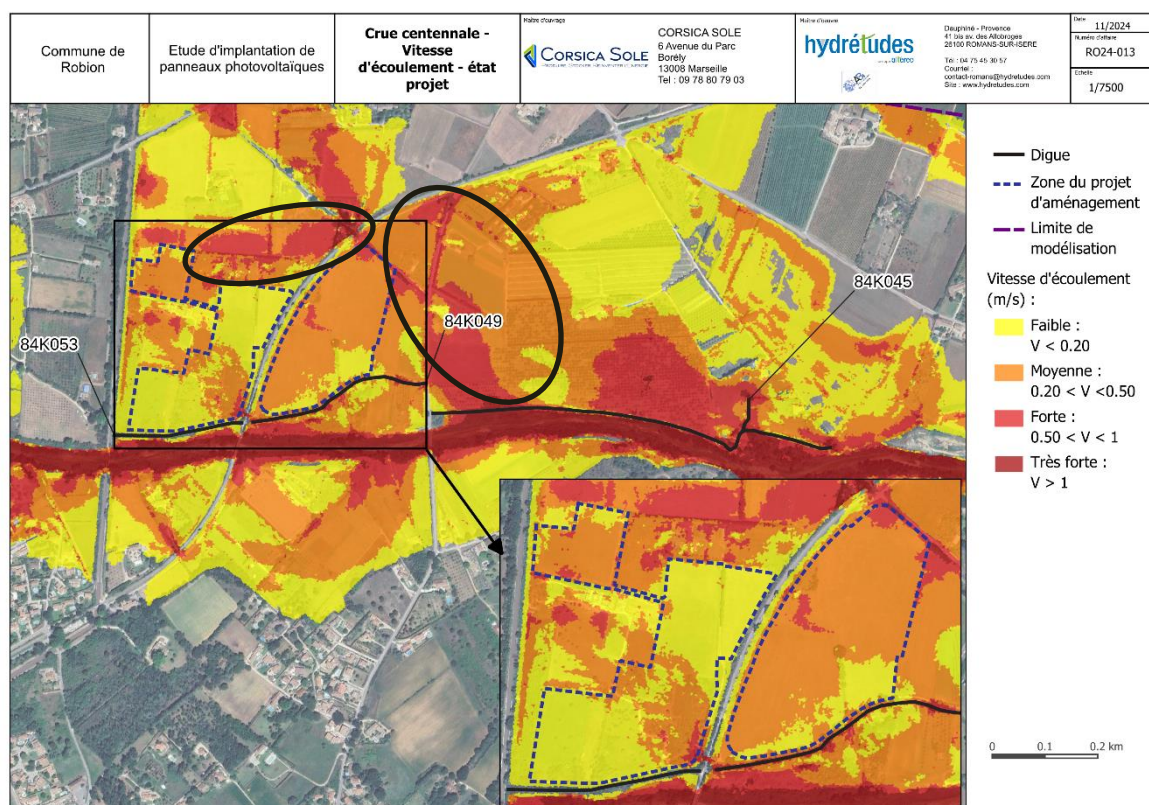 Commune de
Robion
Etude d'implantation de
panneaux photovoltaïques
Crue centennale -
Vitesse
d'écoulement - état
projet
Maître d'ouvrage
CORSICA SOLE
CORSICA SOLE
6 Avenue du Parc
Borély
13008 Marseille
Tel : 09 78 80 79 03
Maître d'œuvre
hydrétudes
alterea
Dauphiné - Provence
41 bis av. des Allobroges
26100 ROMANS-SUR-ISERE
Tél : 04 75 45 30 57
Courriel :
contact-romans@hydretudes.com
Site : www.hydretudes.com
Date
11/2024
Numéro d'affaire
RO24-013
Echelle
1/7500
84K045
84K049
84K053
Digue
Zone du projet
d'aménagement
Limite de
modélisation
Vitesse d'écoulement
(m/s) :
Faible :
V < 0.20
Moyenne :
0.20 < V <0.50
Forte :
0.50 < V < 1
Très forte :
V > 1
0 0.1 0.2 km